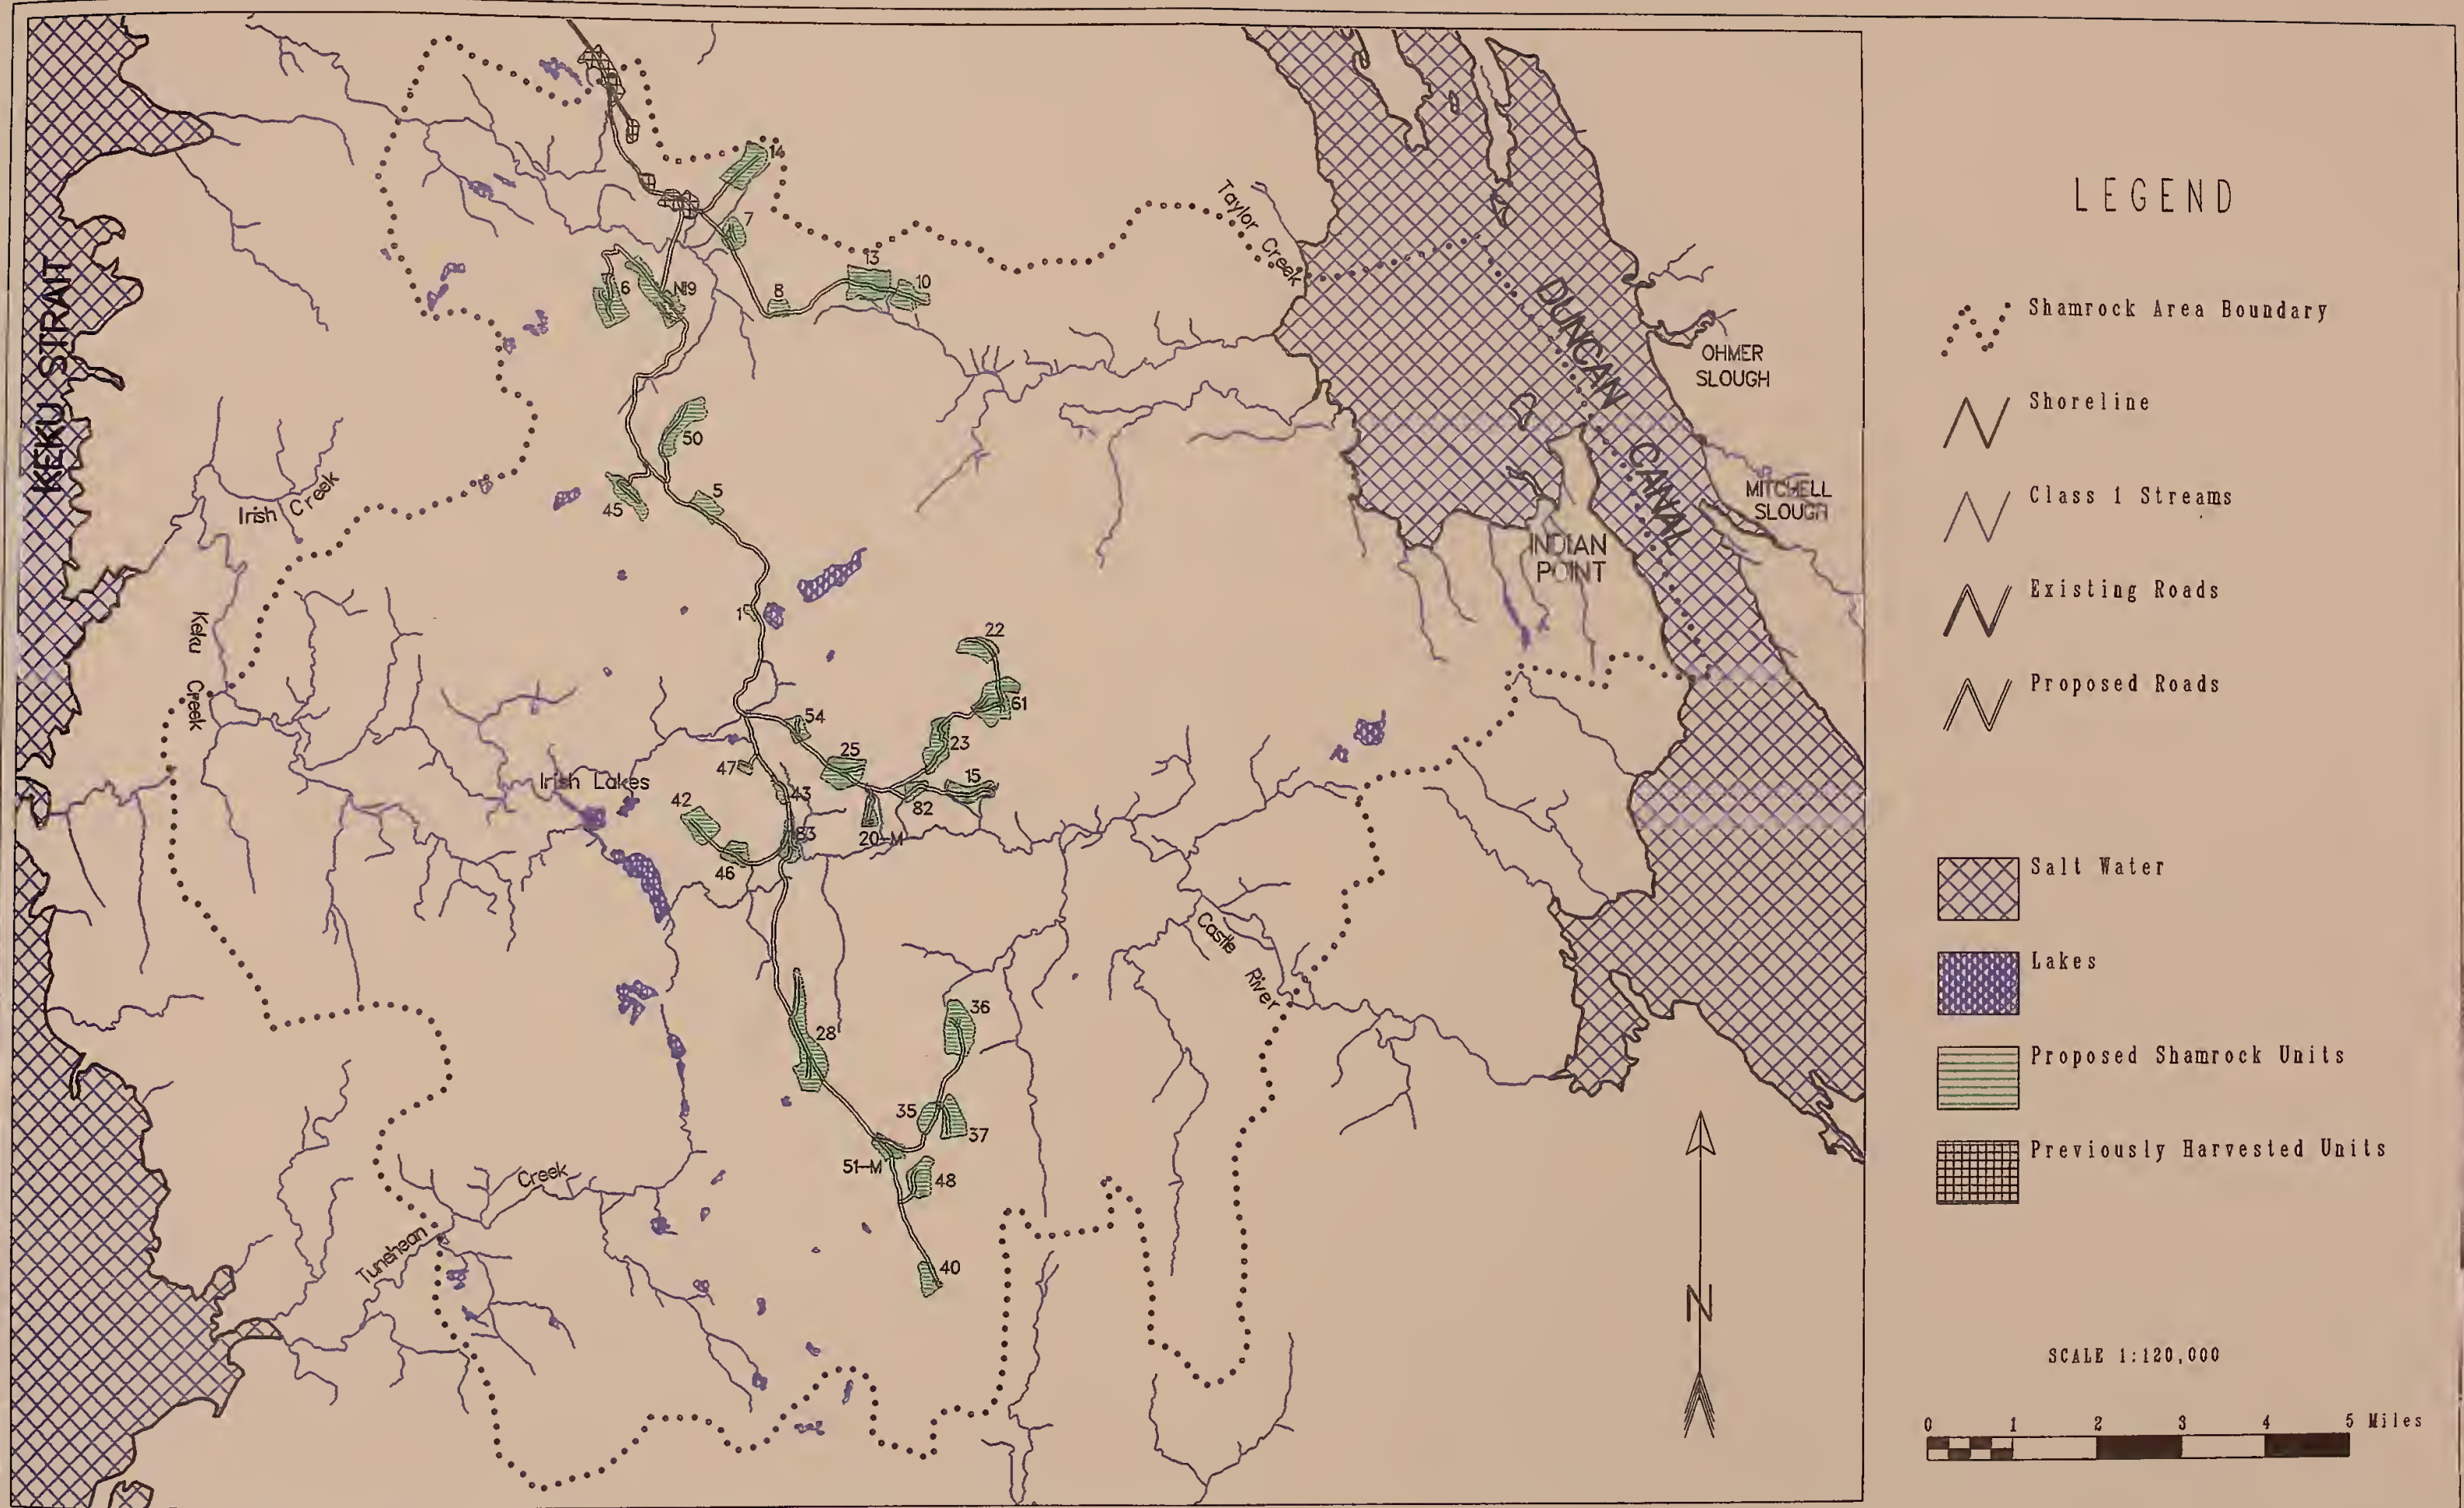 14
7
13
10
8
6
N19
50
5
45
1
22
61
54
23
25
47
15
43
82
42
83
20-M
46
36
28
35
37
51-M
48
40
KEKU STRAIT
Taylor Creek
DUNCAN CANAL
OHMER
SLOUGH
MITCHELL
SLOUGH
INDIAN
POINT
Irish Creek
Keku Creek
Irish Lakes
Castle River
Tunehean Creek
N
LEGEND
Shamrock Area Boundary
Shoreline
Class 1 Streams
Existing Roads
Proposed Roads
Salt Water
Lakes
Proposed Shamrock Units
Previously Harvested Units
SCALE 1:120,000
0 1 2 3 4 5 Miles